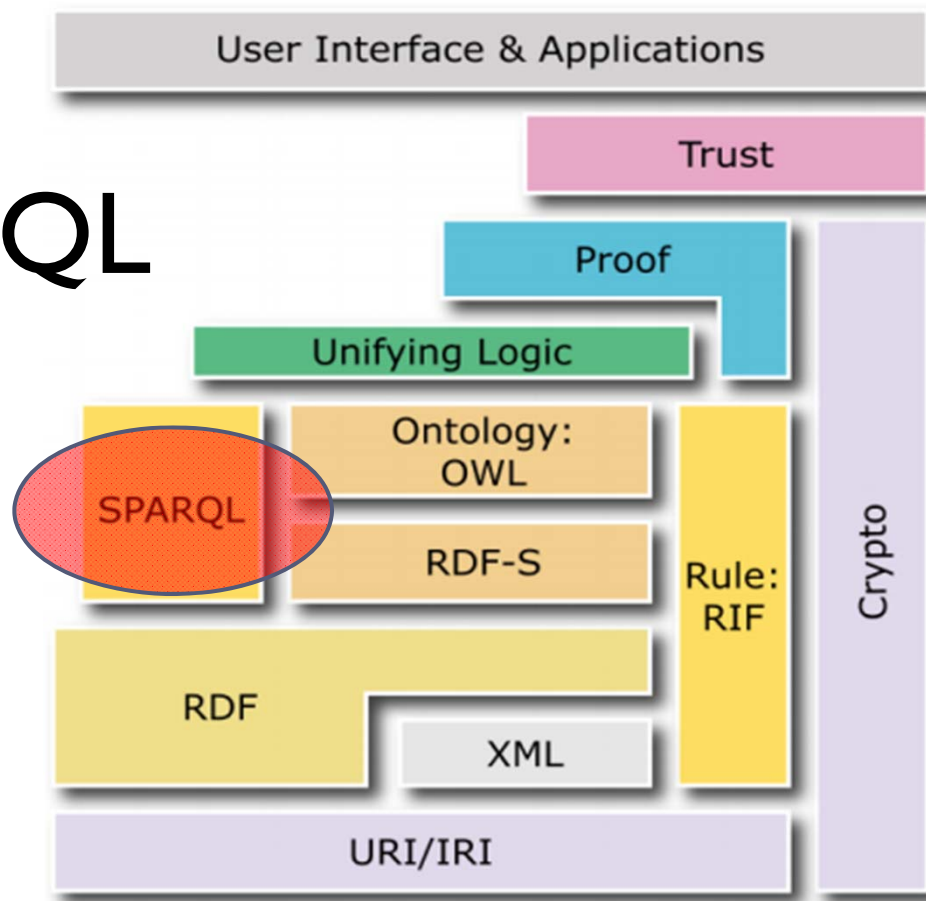 User Interface & Applications
Trust
QL
Proof
Unifying Logic
Ontology:
OWL
SPARQL
RDF-S
Rule:
RIF
Crypto
RDF
XML
URI/IRI